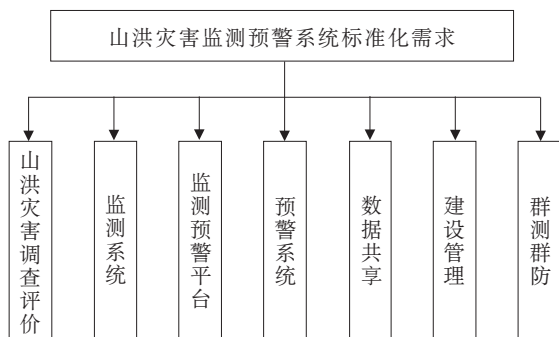 山洪灾害监测预警系统标准化需求
山洪灾害调查评价
监测系统
监测预警平台
预警系统
数据共享
建设管理
群测群防